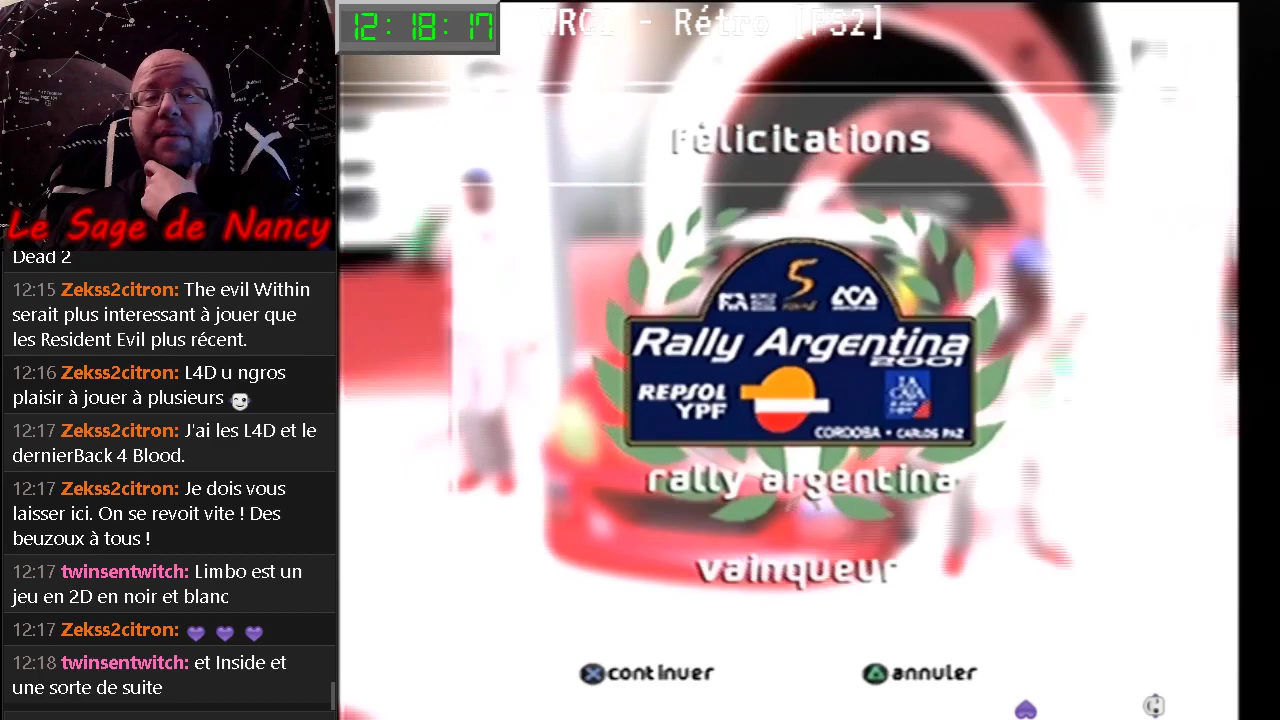 12:18:17
- Rétro [PS2]
Le Sage de Nancy
Dead 2
12:15 Zekss2citron: The evil Within
serait plus interessant à jouer que
les Resident Evil plus récent.
2:16 Zekss2citron:
plaisir à jouer à plusieurs
12:17 Zekss2citron: J'ai les L4D et le
dernierBack 4 Blood.
12:17 Zekss2citron: Je dois vous
laisser ici. On se revoit vite ! Des
beuzoux à tous !
12:17 twinsentwitch: Limbo est un
jeu en 2D en noir et blanc
12:17 Zekss2citron:
12:18 twinsentwitch: et Inside et
une sorte de suite
Félicitations
Rally Argentina
2001
REPSOL
YPF
CORDOBA • CARLOS PAZ
rally argentina
vainqueur
continuer
annuler